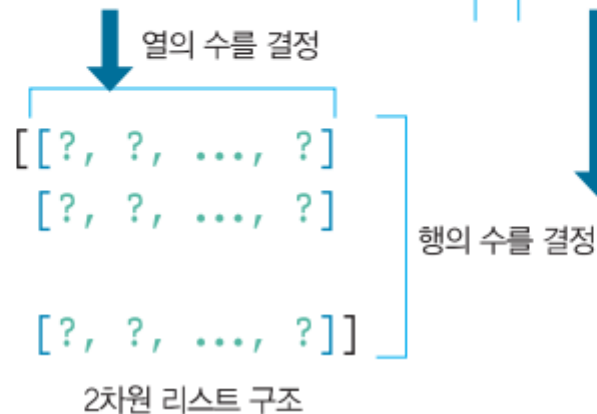 열의 수를 결정
[[?, ?, ..., ?]
[?, ?, ..., ?]
행의 수를 결정
[?, ?, ..., ?]]
2차원 리스트 구조